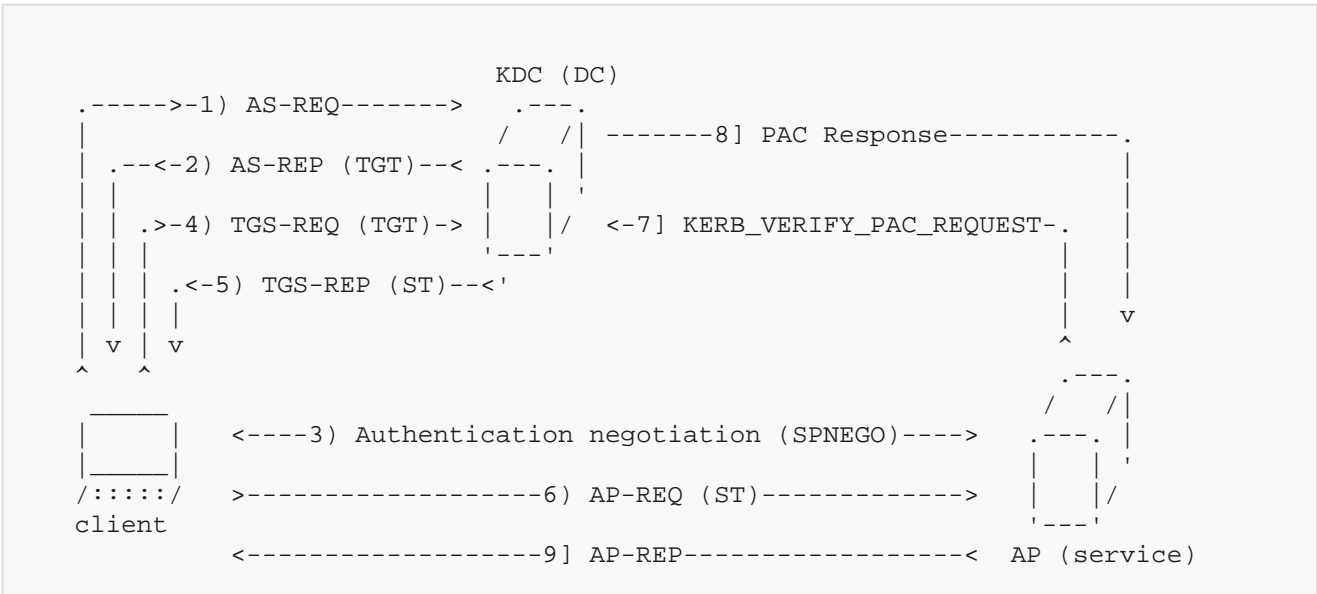 KDC (DC)
1) AS-REQ
8] PAC Response
2) AS-REP (TGT)
4) TGS-REQ (TGT)
7] KERB_VERIFY_PAC_REQUEST
5) TGS-REP (ST)
3) Authentication negotiation (SPNEGO)
6) AP-REQ (ST)
client
9] AP-REP
AP (service)